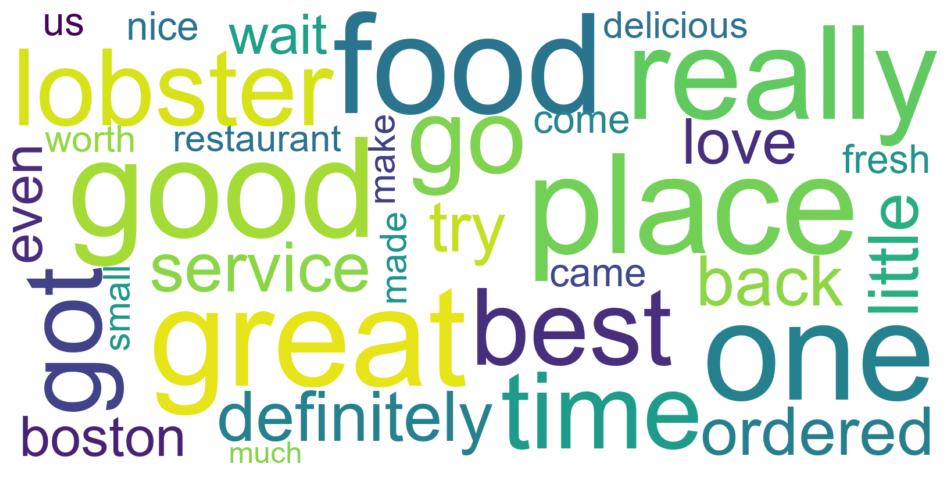 us
nice
wait
food
delicious
lobster
really
worth
restaurant
make
go
come
love
fresh
even
good
place
try
made
little
service
came
back
small
got
great
best
one
boston
definitely
time
ordered
much